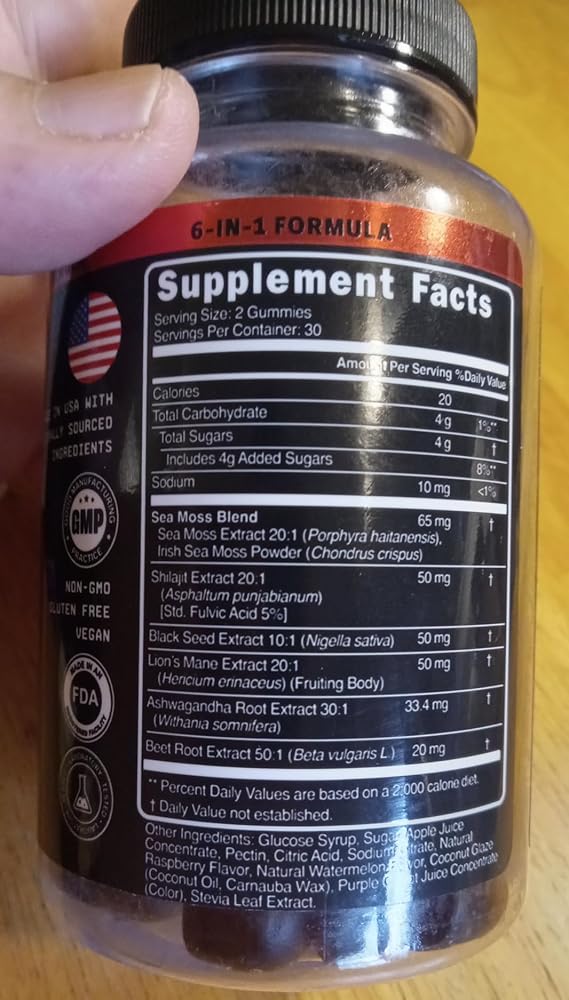 6-IN-1 FORMULA
Supplement Facts
Serving Size: 2 Gummies
Servings Per Container: 30
Amount Per Serving %Daily Value
Calories 20
Total Carbohydrate 4 g 1%**
Total Sugars 4 g †
Includes 4g Added Sugars 8%**
Sodium 10 mg <1%
Sea Moss Blend 65 mg †
Sea Moss Extract 20:1 (Porphyra haitanensis),
Irish Sea Moss Powder (Chondrus crispus)
Shilajit Extract 20:1 50 mg †
(Asphaltum punjabianum)
[Std. Fulvic Acid 5%]
Black Seed Extract 10:1 (Nigella sativa) 50 mg †
Lion's Mane Extract 20:1 50 mg †
(Hericium erinaceus) (Fruiting Body)
Ashwagandha Root Extract 30:1 33.4 mg †
(Withania somnifera)
Beet Root Extract 50:1 (Beta vulgaris L.) 20 mg †
** Percent Daily Values are based on a 2,000 calorie diet.
† Daily Value not established.
Other Ingredients: Glucose Syrup, Sugar, Apple Juice
Concentrate, Pectin, Citric Acid, Sodium Citrate, Natural
Raspberry Flavor, Natural Watermelon Flavor, Coconut Glaze
(Coconut Oil, Carnauba Wax), Purple Juice Concentrate
(Color), Stevia Leaf Extract.
IN USA WITH
SOURCED
INGREDIENTS
MANUFACTURING
GMP
PRACTICE
NON-GMO
GLUTEN FREE
VEGAN
MADE IN AN
FDA
FACILITY
TESTED